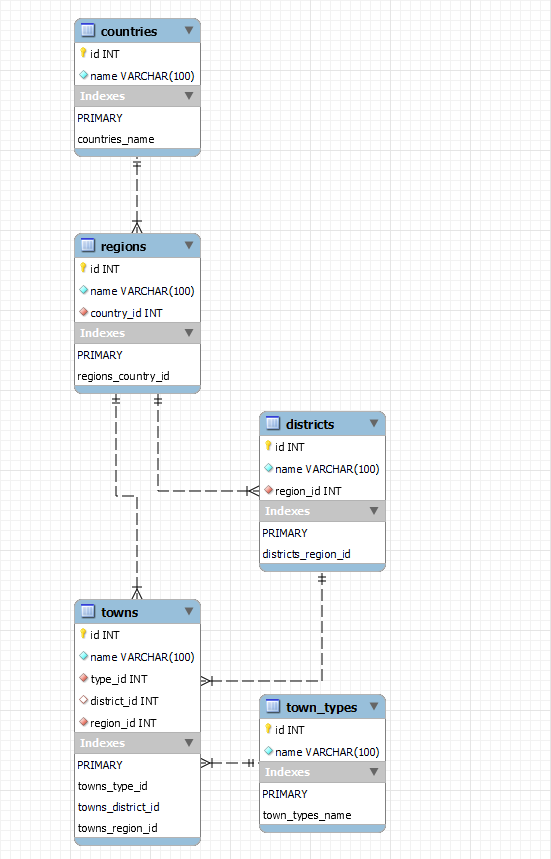 countries
id INT
name VARCHAR(100)
Indexes
PRIMARY
countries_name
regions
id INT
name VARCHAR(100)
country_id INT
Indexes
PRIMARY
regions_country_id
districts
id INT
name VARCHAR(100)
region_id INT
Indexes
PRIMARY
districts_region_id
towns
id INT
name VARCHAR(100)
type_id INT
district_id INT
region_id INT
Indexes
PRIMARY
towns_type_id
towns_district_id
towns_region_id
town_types
id INT
name VARCHAR(100)
Indexes
PRIMARY
town_types_name